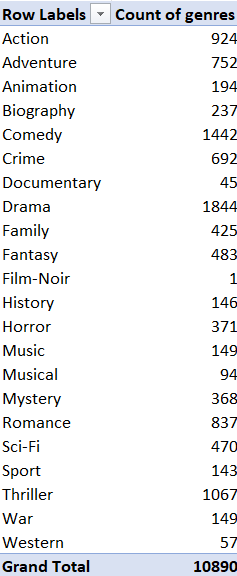 Row Labels Count of genres
Action 924
Adventure 752
Animation 194
Biography 237
Comedy 1442
Crime 692
Documentary 45
Drama 1844
Family 425
Fantasy 483
Film-Noir 1
History 146
Horror 371
Music 149
Musical 94
Mystery 368
Romance 837
Sci-Fi 470
Sport 143
Thriller 1067
War 149
Western 57
Grand Total 10890